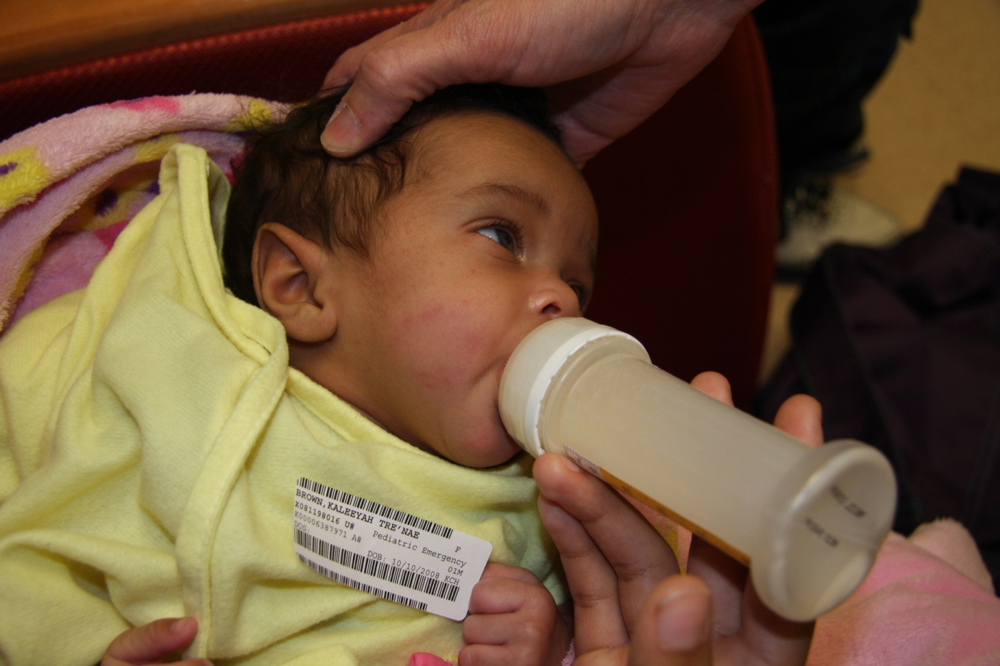 BROWN,KALEEYAH TRE'NAE
X081198016 U# F
K00006387971 A# Pediatric Emergency
DOS: 01M
DOB: 10/10/2008 KCH